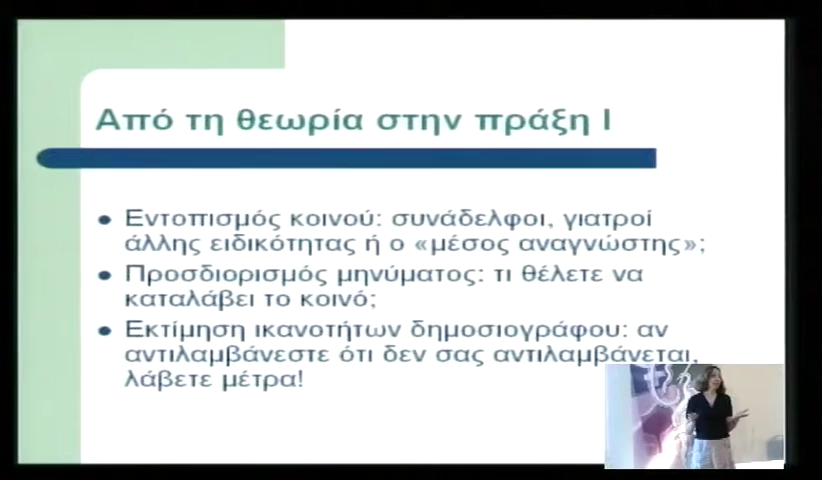 Από τη θεωρία στην πράξη Ι
• Εντοπισμός κοινού: συνάδελφοι, γιατροί
άλλης ειδικότητας ή ο «μέσος αναγνώστης»;
• Προσδιορισμός μηνύματος: τι θέλετε να
καταλάβει το κοινό;
• Εκτίμηση ικανοτήτων δημοσιογράφου: αν
αντιλαμβάνεστε ότι δεν σας αντιλαμβάνεται,
λάβετε μέτρα!